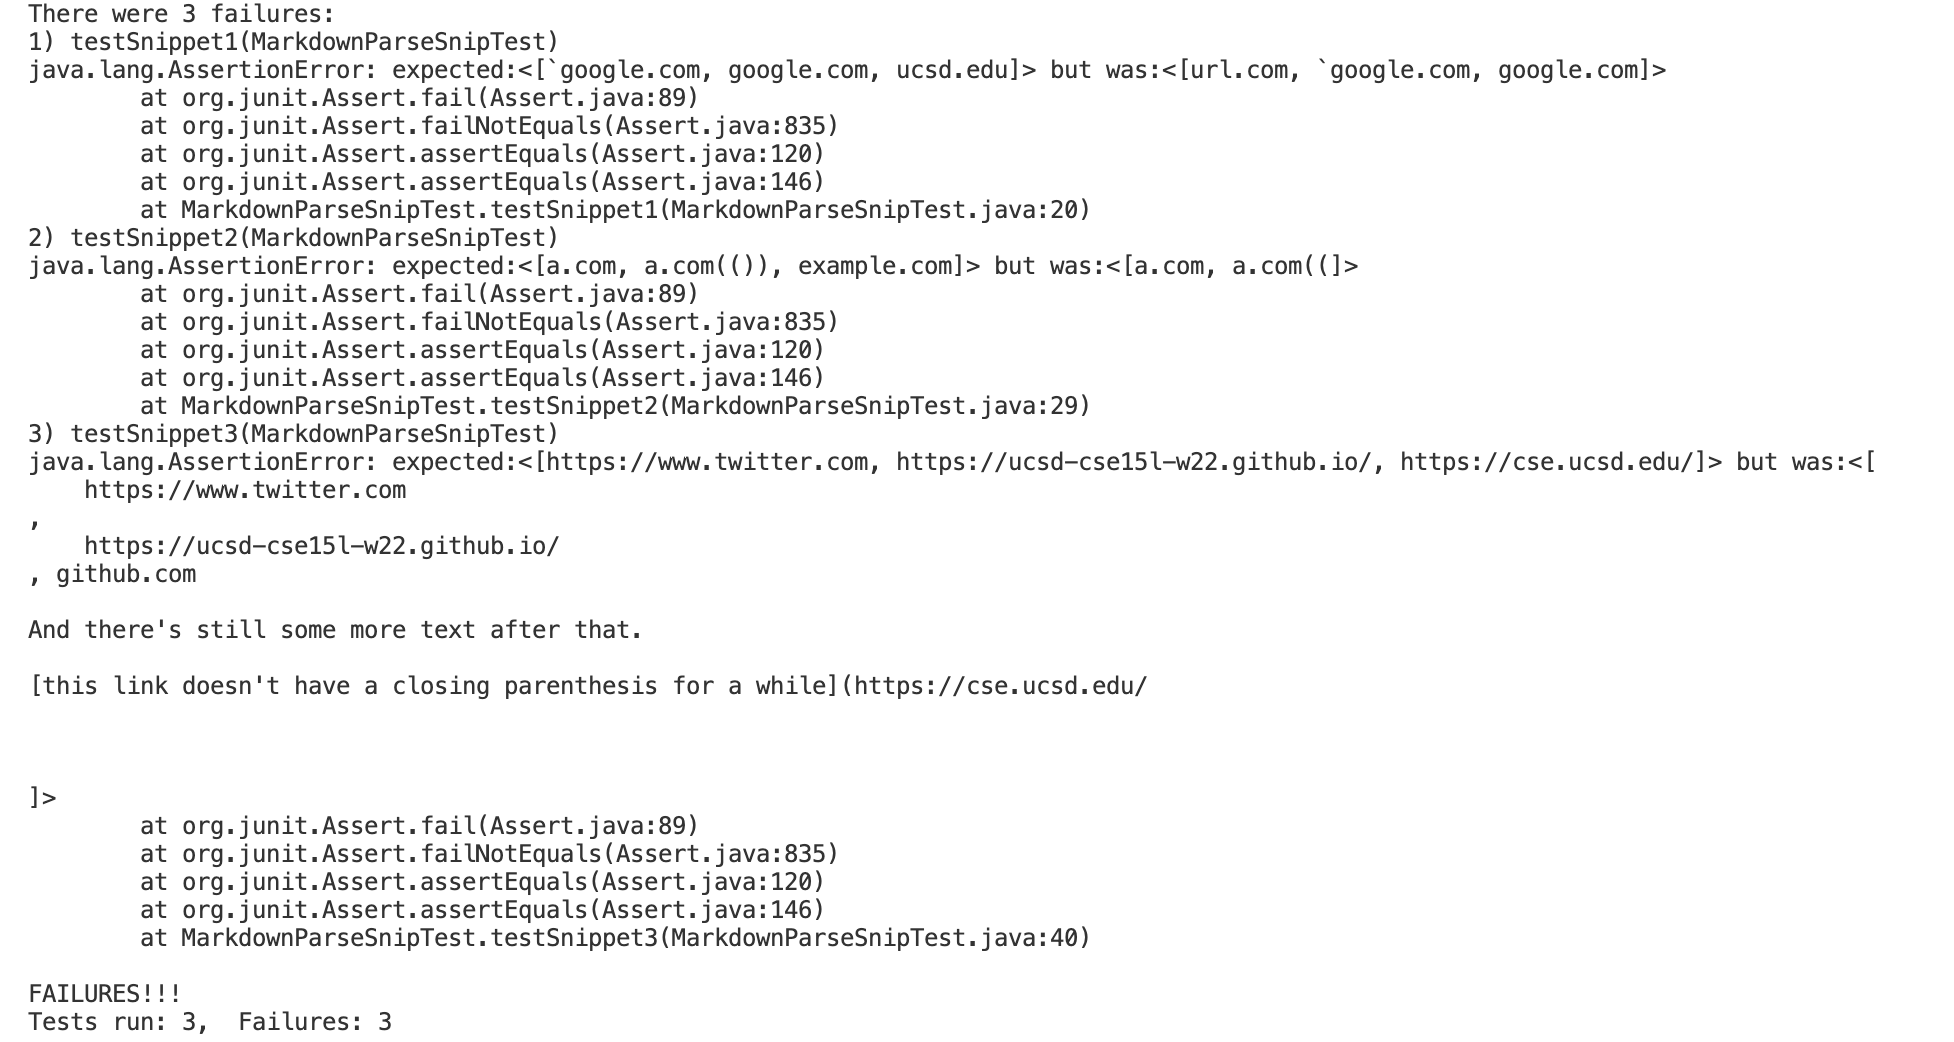 There were 3 failures:
1) testSnippet1(MarkdownParseSnipTest)
java.lang.AssertionError: expected:<[`google.com, google.com, ucsd.edu]> but was:<[url.com, `google.com, google.com]>
        at org.junit.Assert.fail(Assert.java:89)
        at org.junit.Assert.failNotEquals(Assert.java:835)
        at org.junit.Assert.assertEquals(Assert.java:120)
        at org.junit.Assert.assertEquals(Assert.java:146)
        at MarkdownParseSnipTest.testSnippet1(MarkdownParseSnipTest.java:20)
2) testSnippet2(MarkdownParseSnipTest)
java.lang.AssertionError: expected:<[a.com, a.com(()), example.com]> but was:<[a.com, a.com((]>
        at org.junit.Assert.fail(Assert.java:89)
        at org.junit.Assert.failNotEquals(Assert.java:835)
        at org.junit.Assert.assertEquals(Assert.java:120)
        at org.junit.Assert.assertEquals(Assert.java:146)
        at MarkdownParseSnipTest.testSnippet2(MarkdownParseSnipTest.java:29)
3) testSnippet3(MarkdownParseSnipTest)
java.lang.AssertionError: expected:<[https://www.twitter.com, https://ucsd-cse15l-w22.github.io/, https://cse.ucsd.edu/]> but was:<[
    https://www.twitter.com
,
    https://ucsd-cse15l-w22.github.io/
, github.com

And there's still some more text after that.

[this link doesn't have a closing parenthesis for a while](https://cse.ucsd.edu/



]>
        at org.junit.Assert.fail(Assert.java:89)
        at org.junit.Assert.failNotEquals(Assert.java:835)
        at org.junit.Assert.assertEquals(Assert.java:120)
        at org.junit.Assert.assertEquals(Assert.java:146)
        at MarkdownParseSnipTest.testSnippet3(MarkdownParseSnipTest.java:40)

FAILURES!!!
Tests run: 3,  Failures: 3